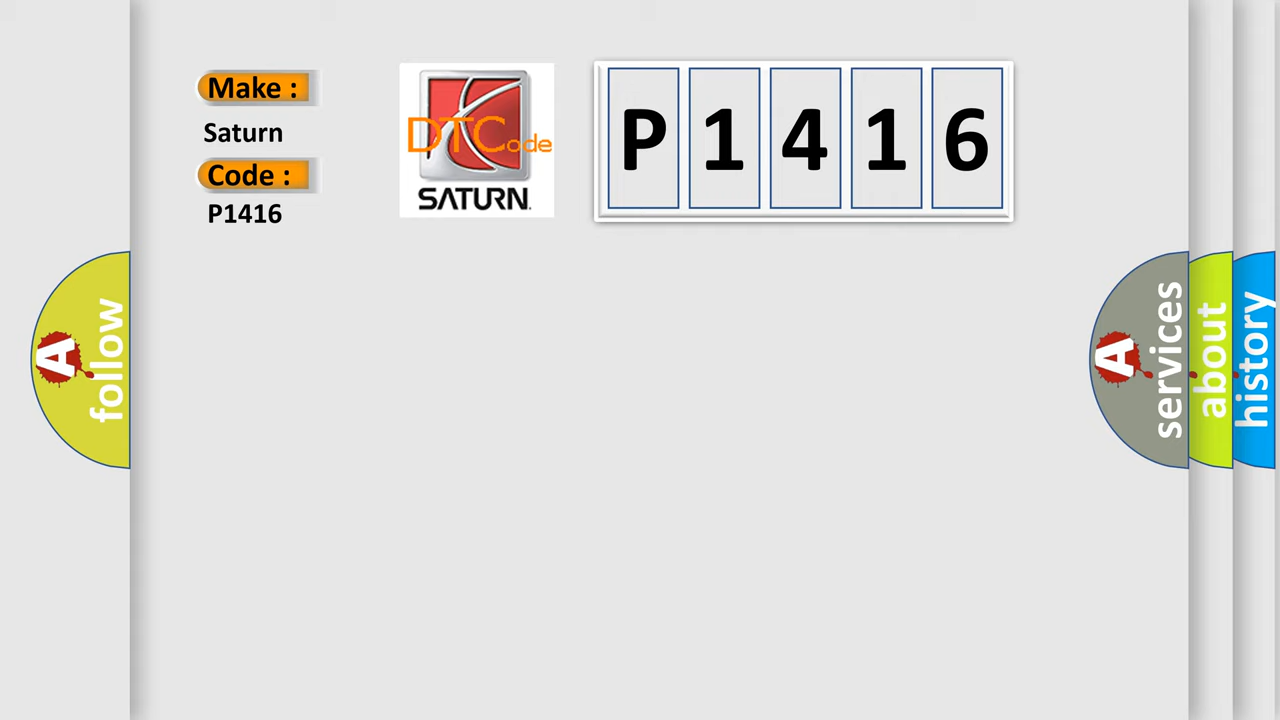 Make :
Saturn
Code :
P1416
DTCode
SATURN
P 1 4 1 6
A follow
A services
about
history